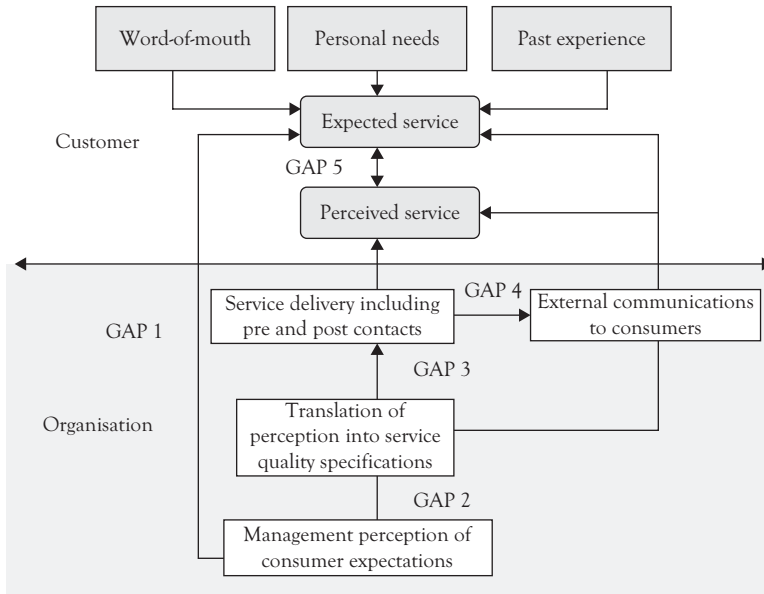 Word-of-mouth
Personal needs
Past experience
Expected service
Customer
GAP 5
Perceived service
Service delivery including
pre and post contacts
GAP 4
External communications
to consumers
GAP 1
GAP 3
Organisation
Translation of
perception into service
quality specifications
GAP 2
Management perception of
consumer expectations